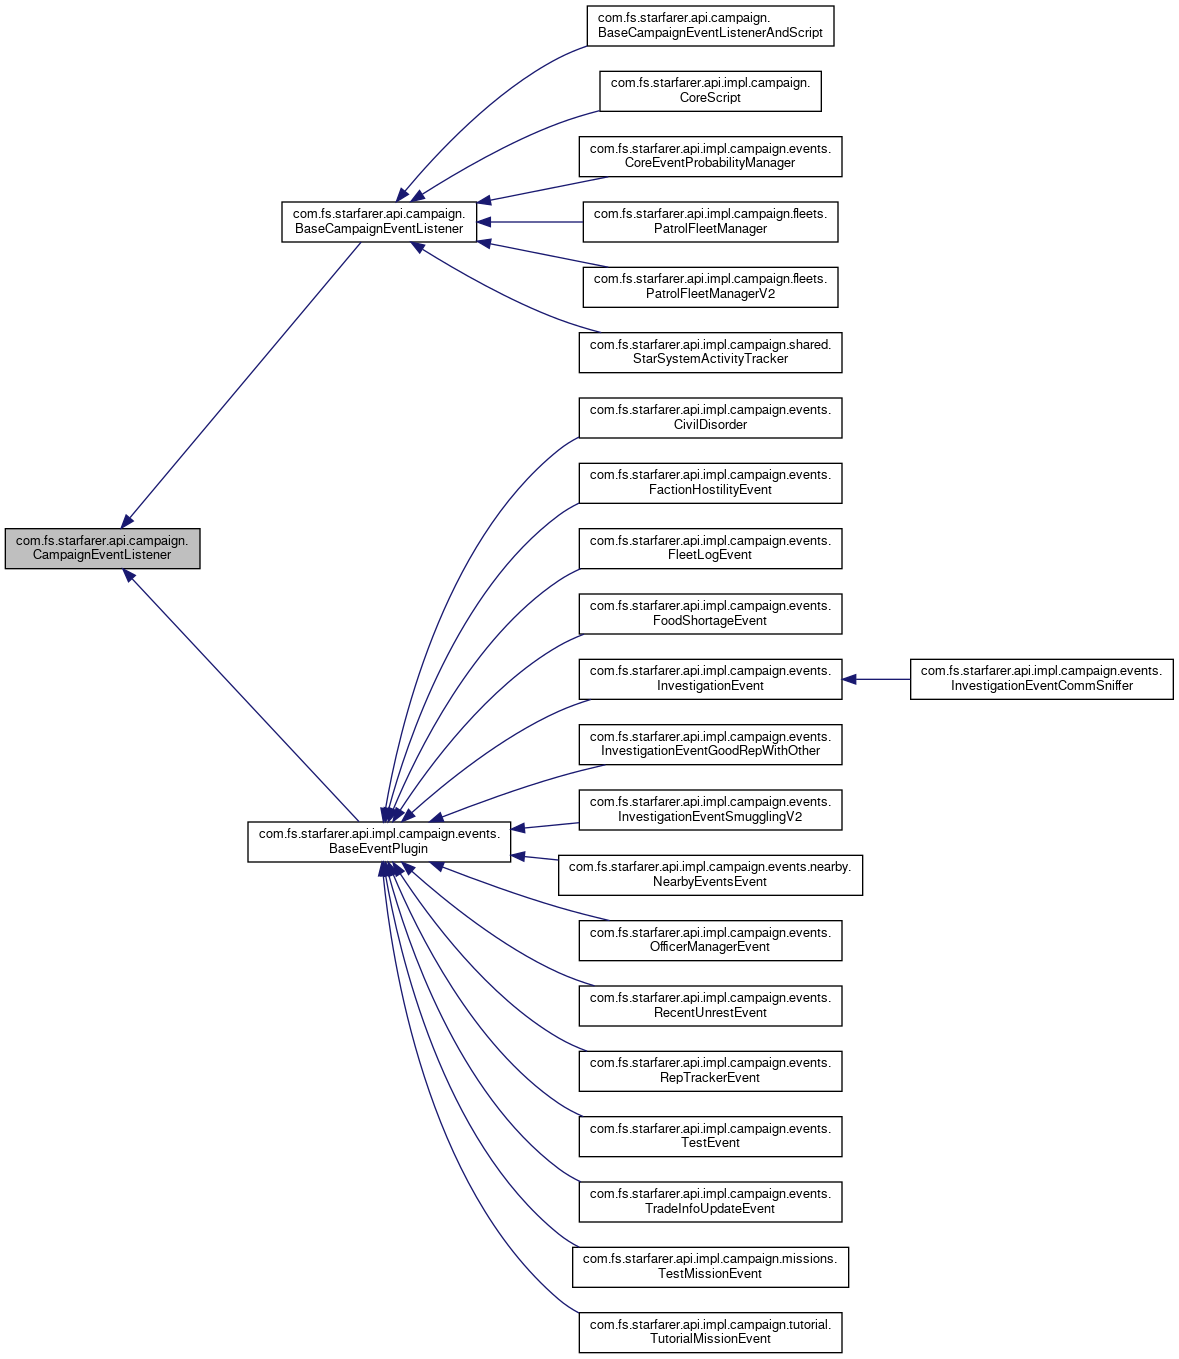 com.fs.starfarer.api.campaign.
BaseCampaignEventListenerAndScript
com.fs.starfarer.api.impl.campaign.
CoreScript
com.fs.starfarer.api.impl.campaign.events.
CoreEventProbabilityManager
com.fs.starfarer.api.campaign.
BaseCampaignEventListener
com.fs.starfarer.api.impl.campaign.fleets.
PatrolFleetManager
com.fs.starfarer.api.impl.campaign.fleets.
PatrolFleetManagerV2
com.fs.starfarer.api.impl.campaign.shared.
StarSystemActivityTracker
com.fs.starfarer.api.impl.campaign.events.
CivilDisorder
com.fs.starfarer.api.impl.campaign.events.
FactionHostilityEvent
com.fs.starfarer.api.campaign.
CampaignEventListener
com.fs.starfarer.api.impl.campaign.events.
FleetLogEvent
com.fs.starfarer.api.impl.campaign.events.
FoodShortageEvent
com.fs.starfarer.api.impl.campaign.events.
InvestigationEvent
com.fs.starfarer.api.impl.campaign.events.
InvestigationEventCommSniffer
com.fs.starfarer.api.impl.campaign.events.
InvestigationEventGoodRepWithOther
com.fs.starfarer.api.impl.campaign.events.
InvestigationEventSmugglingV2
com.fs.starfarer.api.impl.campaign.events.
BaseEventPlugin
com.fs.starfarer.api.impl.campaign.events.nearby.
NearbyEventsEvent
com.fs.starfarer.api.impl.campaign.events.
OfficerManagerEvent
com.fs.starfarer.api.impl.campaign.events.
RecentUnrestEvent
com.fs.starfarer.api.impl.campaign.events.
RepTrackerEvent
com.fs.starfarer.api.impl.campaign.events.
TestEvent
com.fs.starfarer.api.impl.campaign.events.
TradeInfoUpdateEvent
com.fs.starfarer.api.impl.campaign.missions.
TestMissionEvent
com.fs.starfarer.api.impl.campaign.tutorial.
TutorialMissionEvent